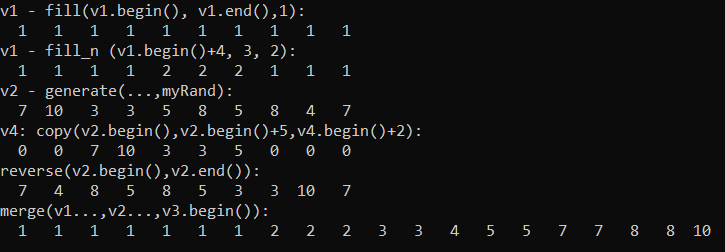 v1 - fill(v1.begin(), v1.end(),1):
1 1 1 1 1 1 1 1 1 1
v1 - fill_n (v1.begin()+4, 3, 2):
1 1 1 1 2 2 2 1 1 1
v2 - generate(...,myRand):
7 10 3 3 5 8 5 8 4 7
v4: copy(v2.begin(),v2.begin()+5,v4.begin()+2):
0 0 7 10 3 3 5 0 0 0
reverse(v2.begin(),v2.end()):
7 4 8 5 8 5 3 3 10 7
merge(v1...,v2...,v3.begin()):
1 1 1 1 1 1 1 2 2 2 3 3 4 5 5 7 7 8 8 10